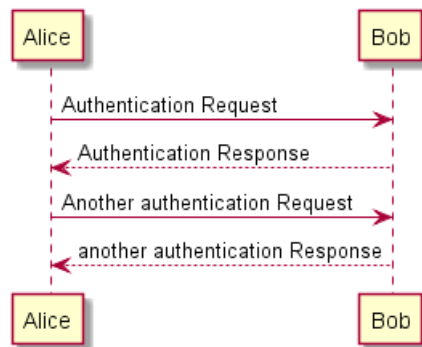 Alice Bob
Authentication Request
Authentication Response
Another authentication Request
another authentication Response
Alice Bob